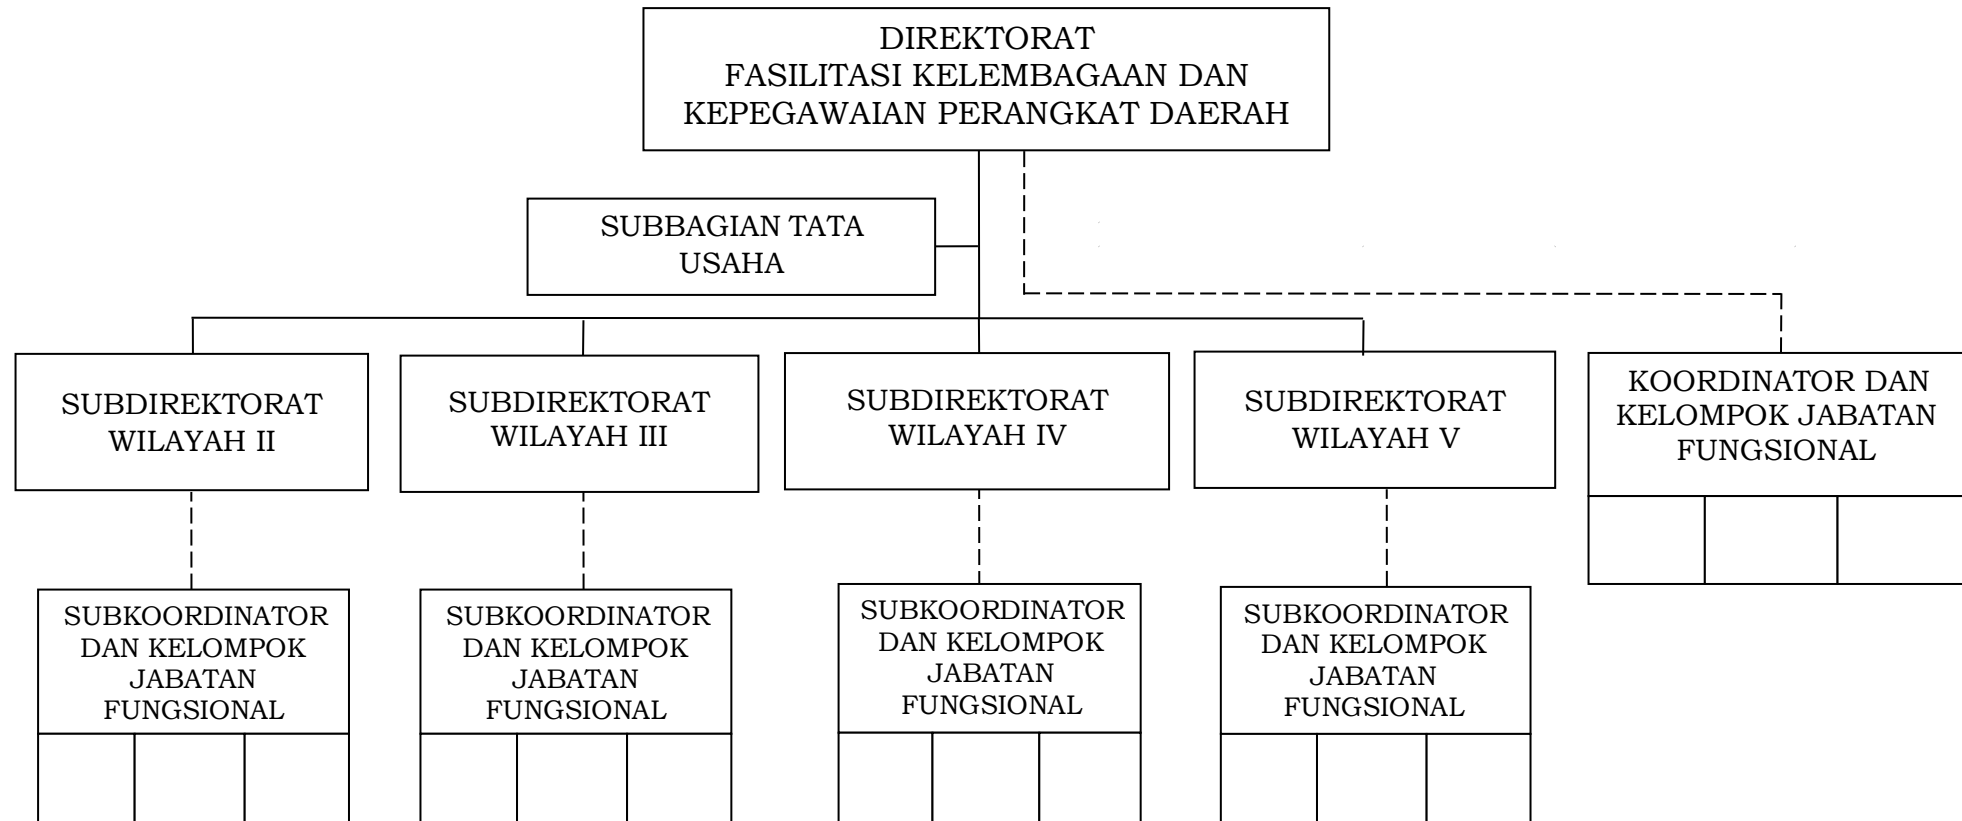 DIREKTORAT
FASILITASI KELEMBAGAAN DAN
KEPEGAWAIAN PERANGKAT DAERAH
SUBBAGIAN TATA
USAHA
SUBDIREKTORAT
WILAYAH II
SUBDIREKTORAT
WILAYAH III
SUBDIREKTORAT
WILAYAH IV
SUBDIREKTORAT
WILAYAH V
KOORDINATOR DAN
KELOMPOK JABATAN
FUNGSIONAL
SUBKOORDINATOR
DAN KELOMPOK
JABATAN
FUNGSIONAL
SUBKOORDINATOR
DAN KELOMPOK
JABATAN
FUNGSIONAL
SUBKOORDINATOR
DAN KELOMPOK
JABATAN
FUNGSIONAL
SUBKOORDINATOR
DAN KELOMPOK
JABATAN
FUNGSIONAL